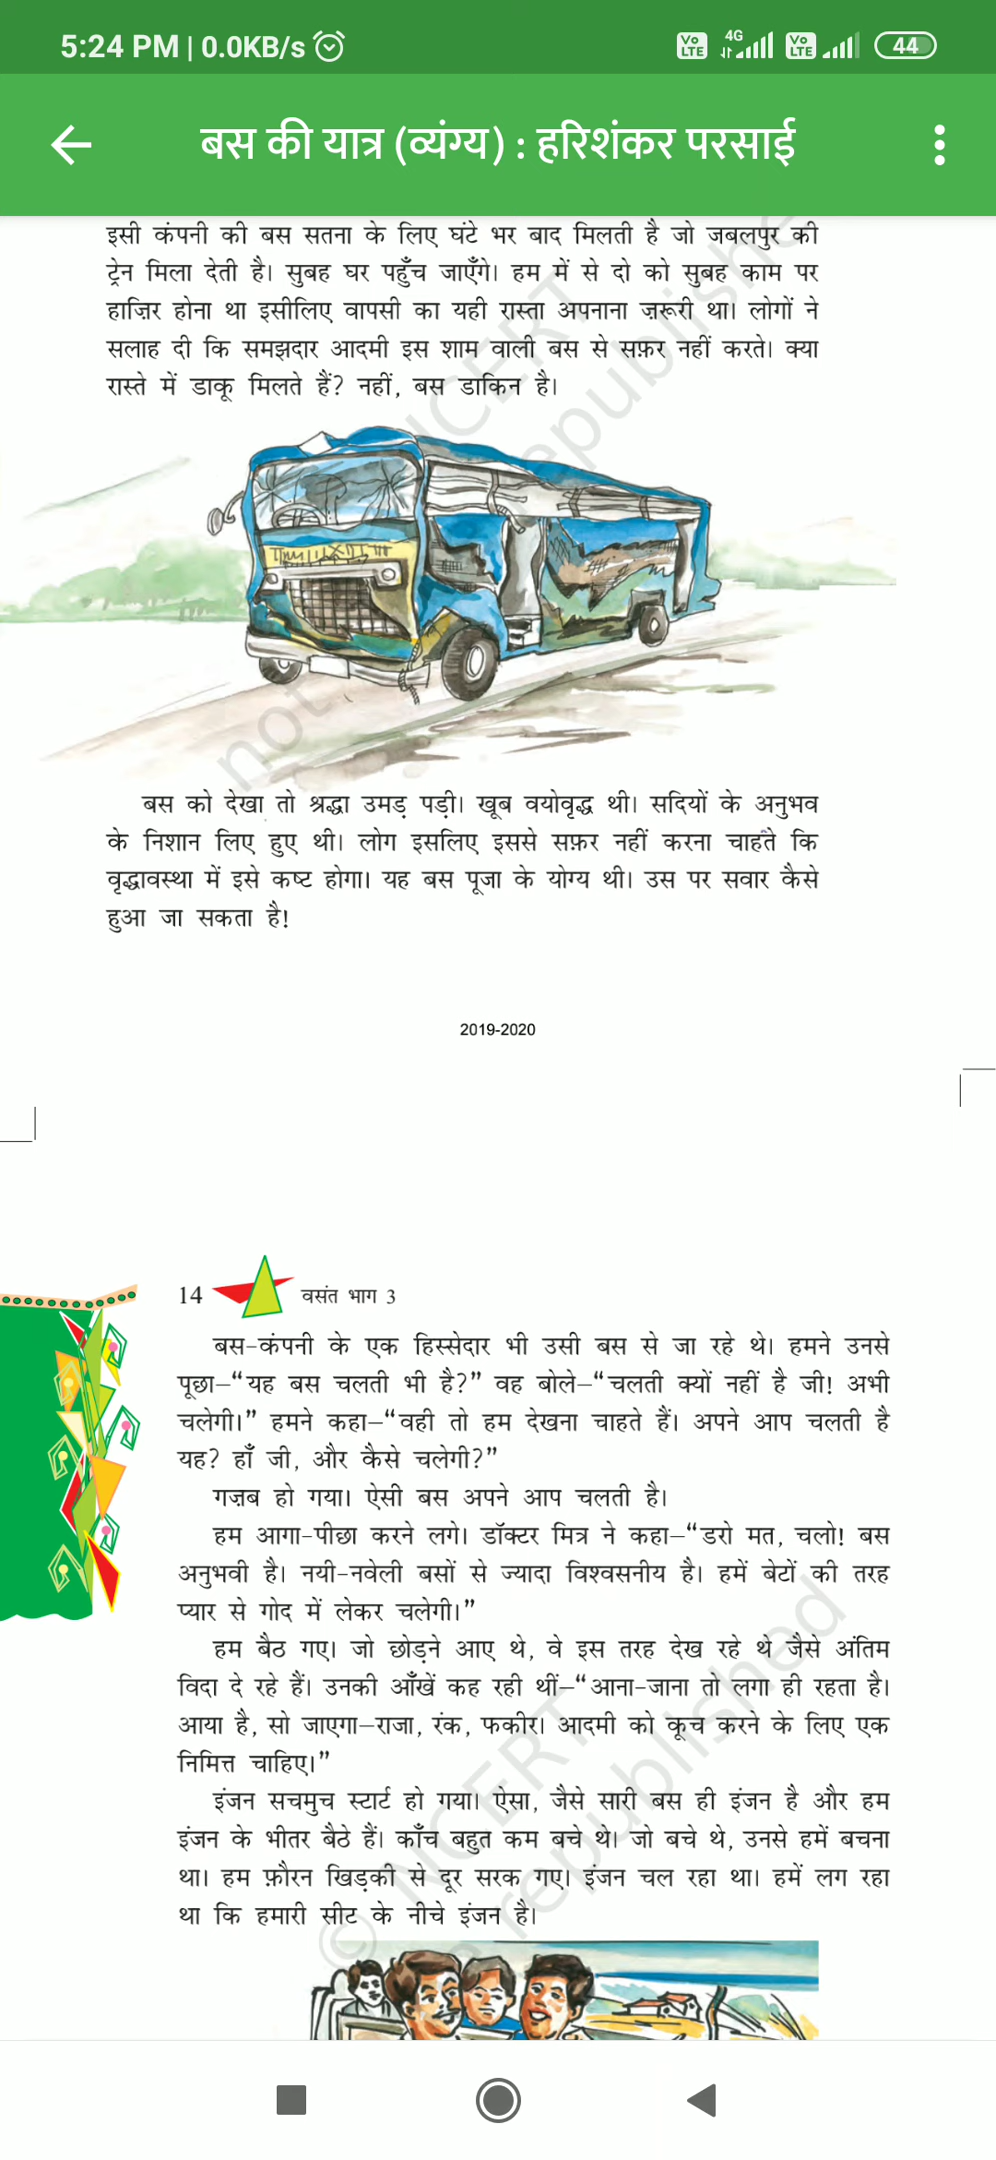 5:24 PM | 0.0KB/s
Vo LTE 4G Vo LTE 44
बस की यात्र (व्यंग्य) : हरिशंकर परसाई
इसी कंपनी की बस सतना के लिए घंटे भर बाद मिलती है जो जबलपुर की
ट्रेन मिला देती है। सुबह घर पहुँच जाएँगे। हम में से दो को सुबह काम पर
हाज़िर होना था इसीलिए वापसी का यही रास्ता अपनाना ज़रूरी था। लोगों ने
सलाह दी कि समझदार आदमी इस शाम वाली बस से सफ़र नहीं करते। क्या
रास्ते में डाकू मिलते हैं? नहीं, बस डाकिन है।
बस को देखा तो श्रद्धा उमड़ पड़ी। खूब वयोवृद्ध थी। सदियों के अनुभव
के निशान लिए हुए थी। लोग इसलिए इससे सफ़र नहीं करना चाहते कि
वृद्धावस्था में इसे कष्ट होगा। यह बस पूजा के योग्य थी। उस पर सवार कैसे
हुआ जा सकता है!
2019-2020
14 वसंत भाग 3
बस-कंपनी के एक हिस्सेदार भी उसी बस से जा रहे थे। हमने उनसे
पूछा–“यह बस चलती भी है?” वह बोले–“चलती क्यों नहीं है जी! अभी
चलेगी।” हमने कहा–“वही तो हम देखना चाहते हैं। अपने आप चलती है
यह? हाँ जी, और कैसे चलेगी?”
गज़ब हो गया। ऐसी बस अपने आप चलती है।
हम आगा-पीछा करने लगे। डॉक्टर मित्र ने कहा–“डरो मत, चलो! बस
अनुभवी है। नयी-नवेली बसों से ज़्यादा विश्वसनीय है। हमें बेटों की तरह
प्यार से गोद में लेकर चलेगी।”
हम बैठ गए। जो छोड़ने आए थे, वे इस तरह देख रहे थे जैसे अंतिम
विदा दे रहे हैं। उनकी आँखें कह रही थीं–“आना-जाना तो लगा ही रहता है।
आया है, सो जाएगा–राजा, रंक, फकीर। आदमी को कूच करने के लिए एक
निमित्त चाहिए।”
इंजन सचमुच स्टार्ट हो गया। ऐसा, जैसे सारी बस ही इंजन है और हम
इंजन के भीतर बैठे हैं। काँच बहुत कम बचे थे। जो बचे थे, उनसे हमें बचना
था। हम फ़ौरन खिड़की से दूर सरक गए। इंजन चल रहा था। हमें लग रहा
था कि हमारी सीट के नीचे इंजन है।
© NCERT
republished